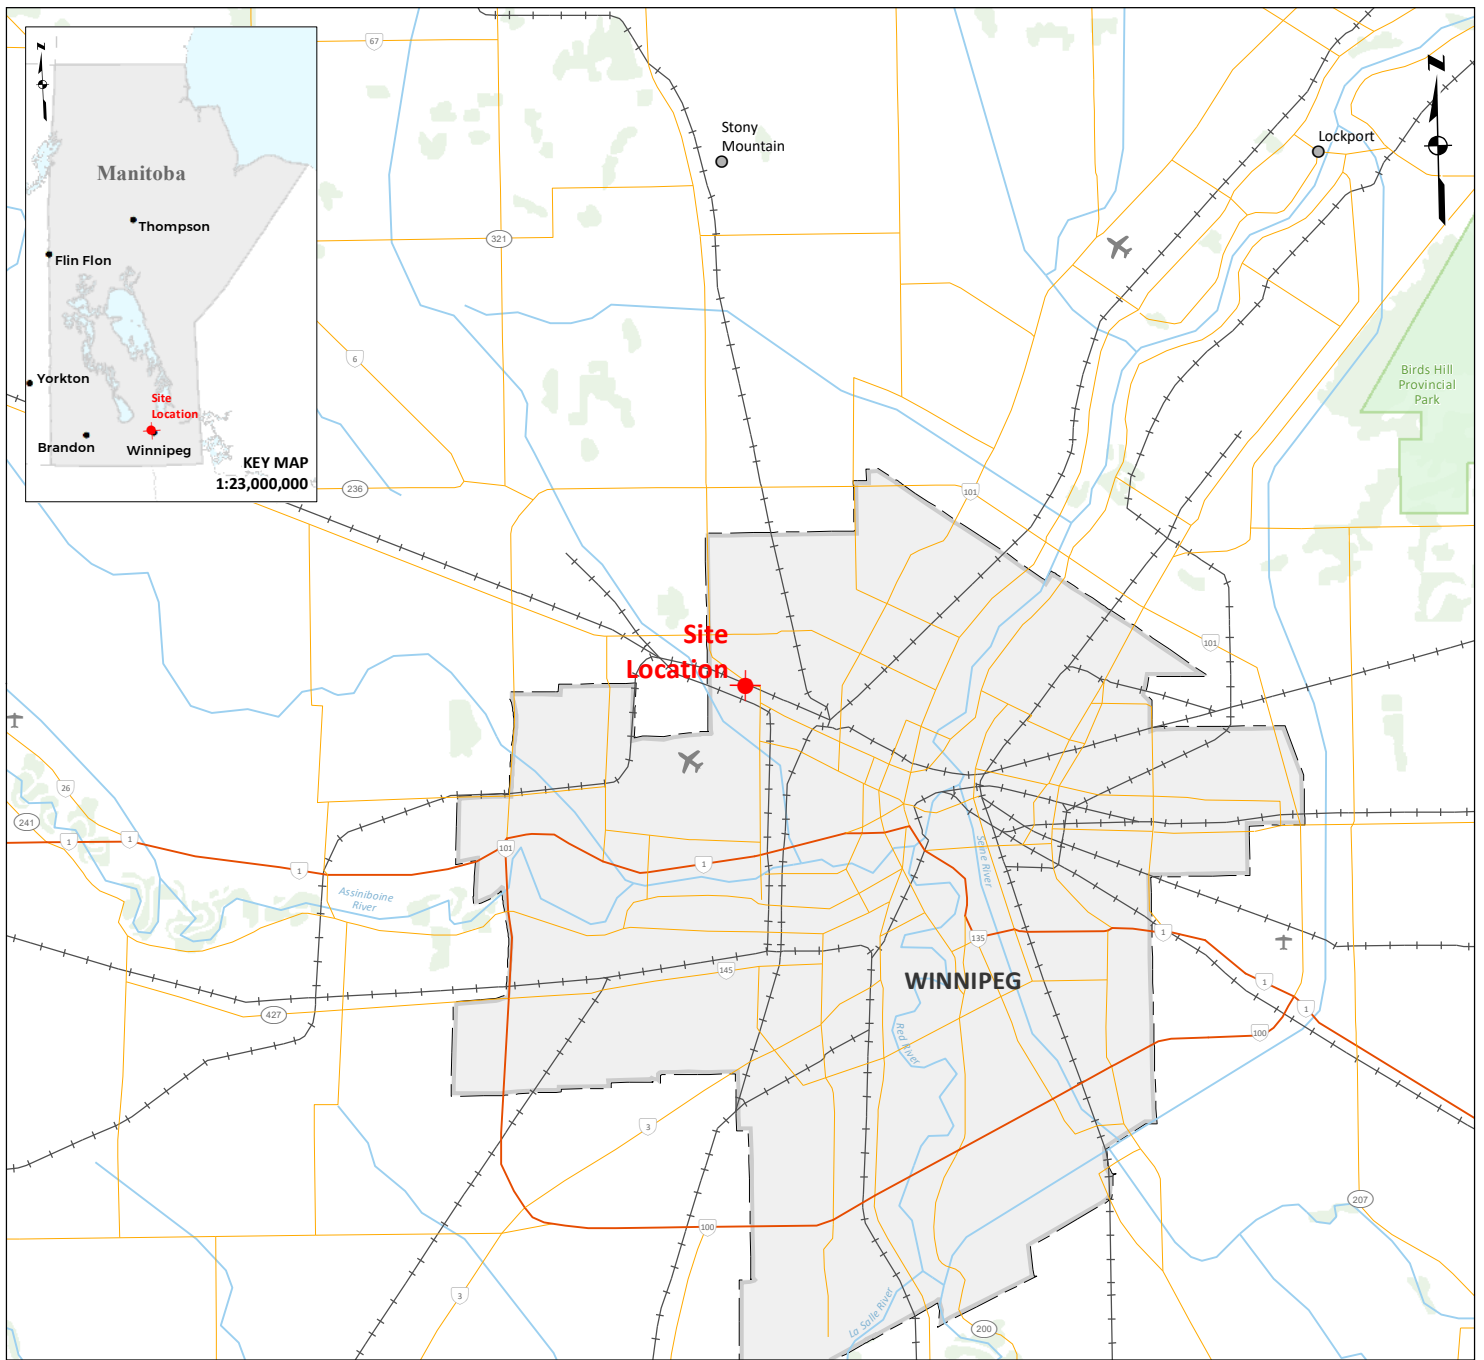 67
N
N
Stony
Mountain
Lockport
Manitoba
Thompson
321
Flin Flon
6
Birds Hill
Provincial
Park
Yorkton
Site
Location
Brandon
Winnipeg
KEY MAP
1:23,000,000
236
101
Site
Location
101
26
241
1
1
101
1
1
Seine River
Assiniboine
River
135
1
145
WINNIPEG
1
1
427
Red River
100
3
207
100
3
La Salle River
200